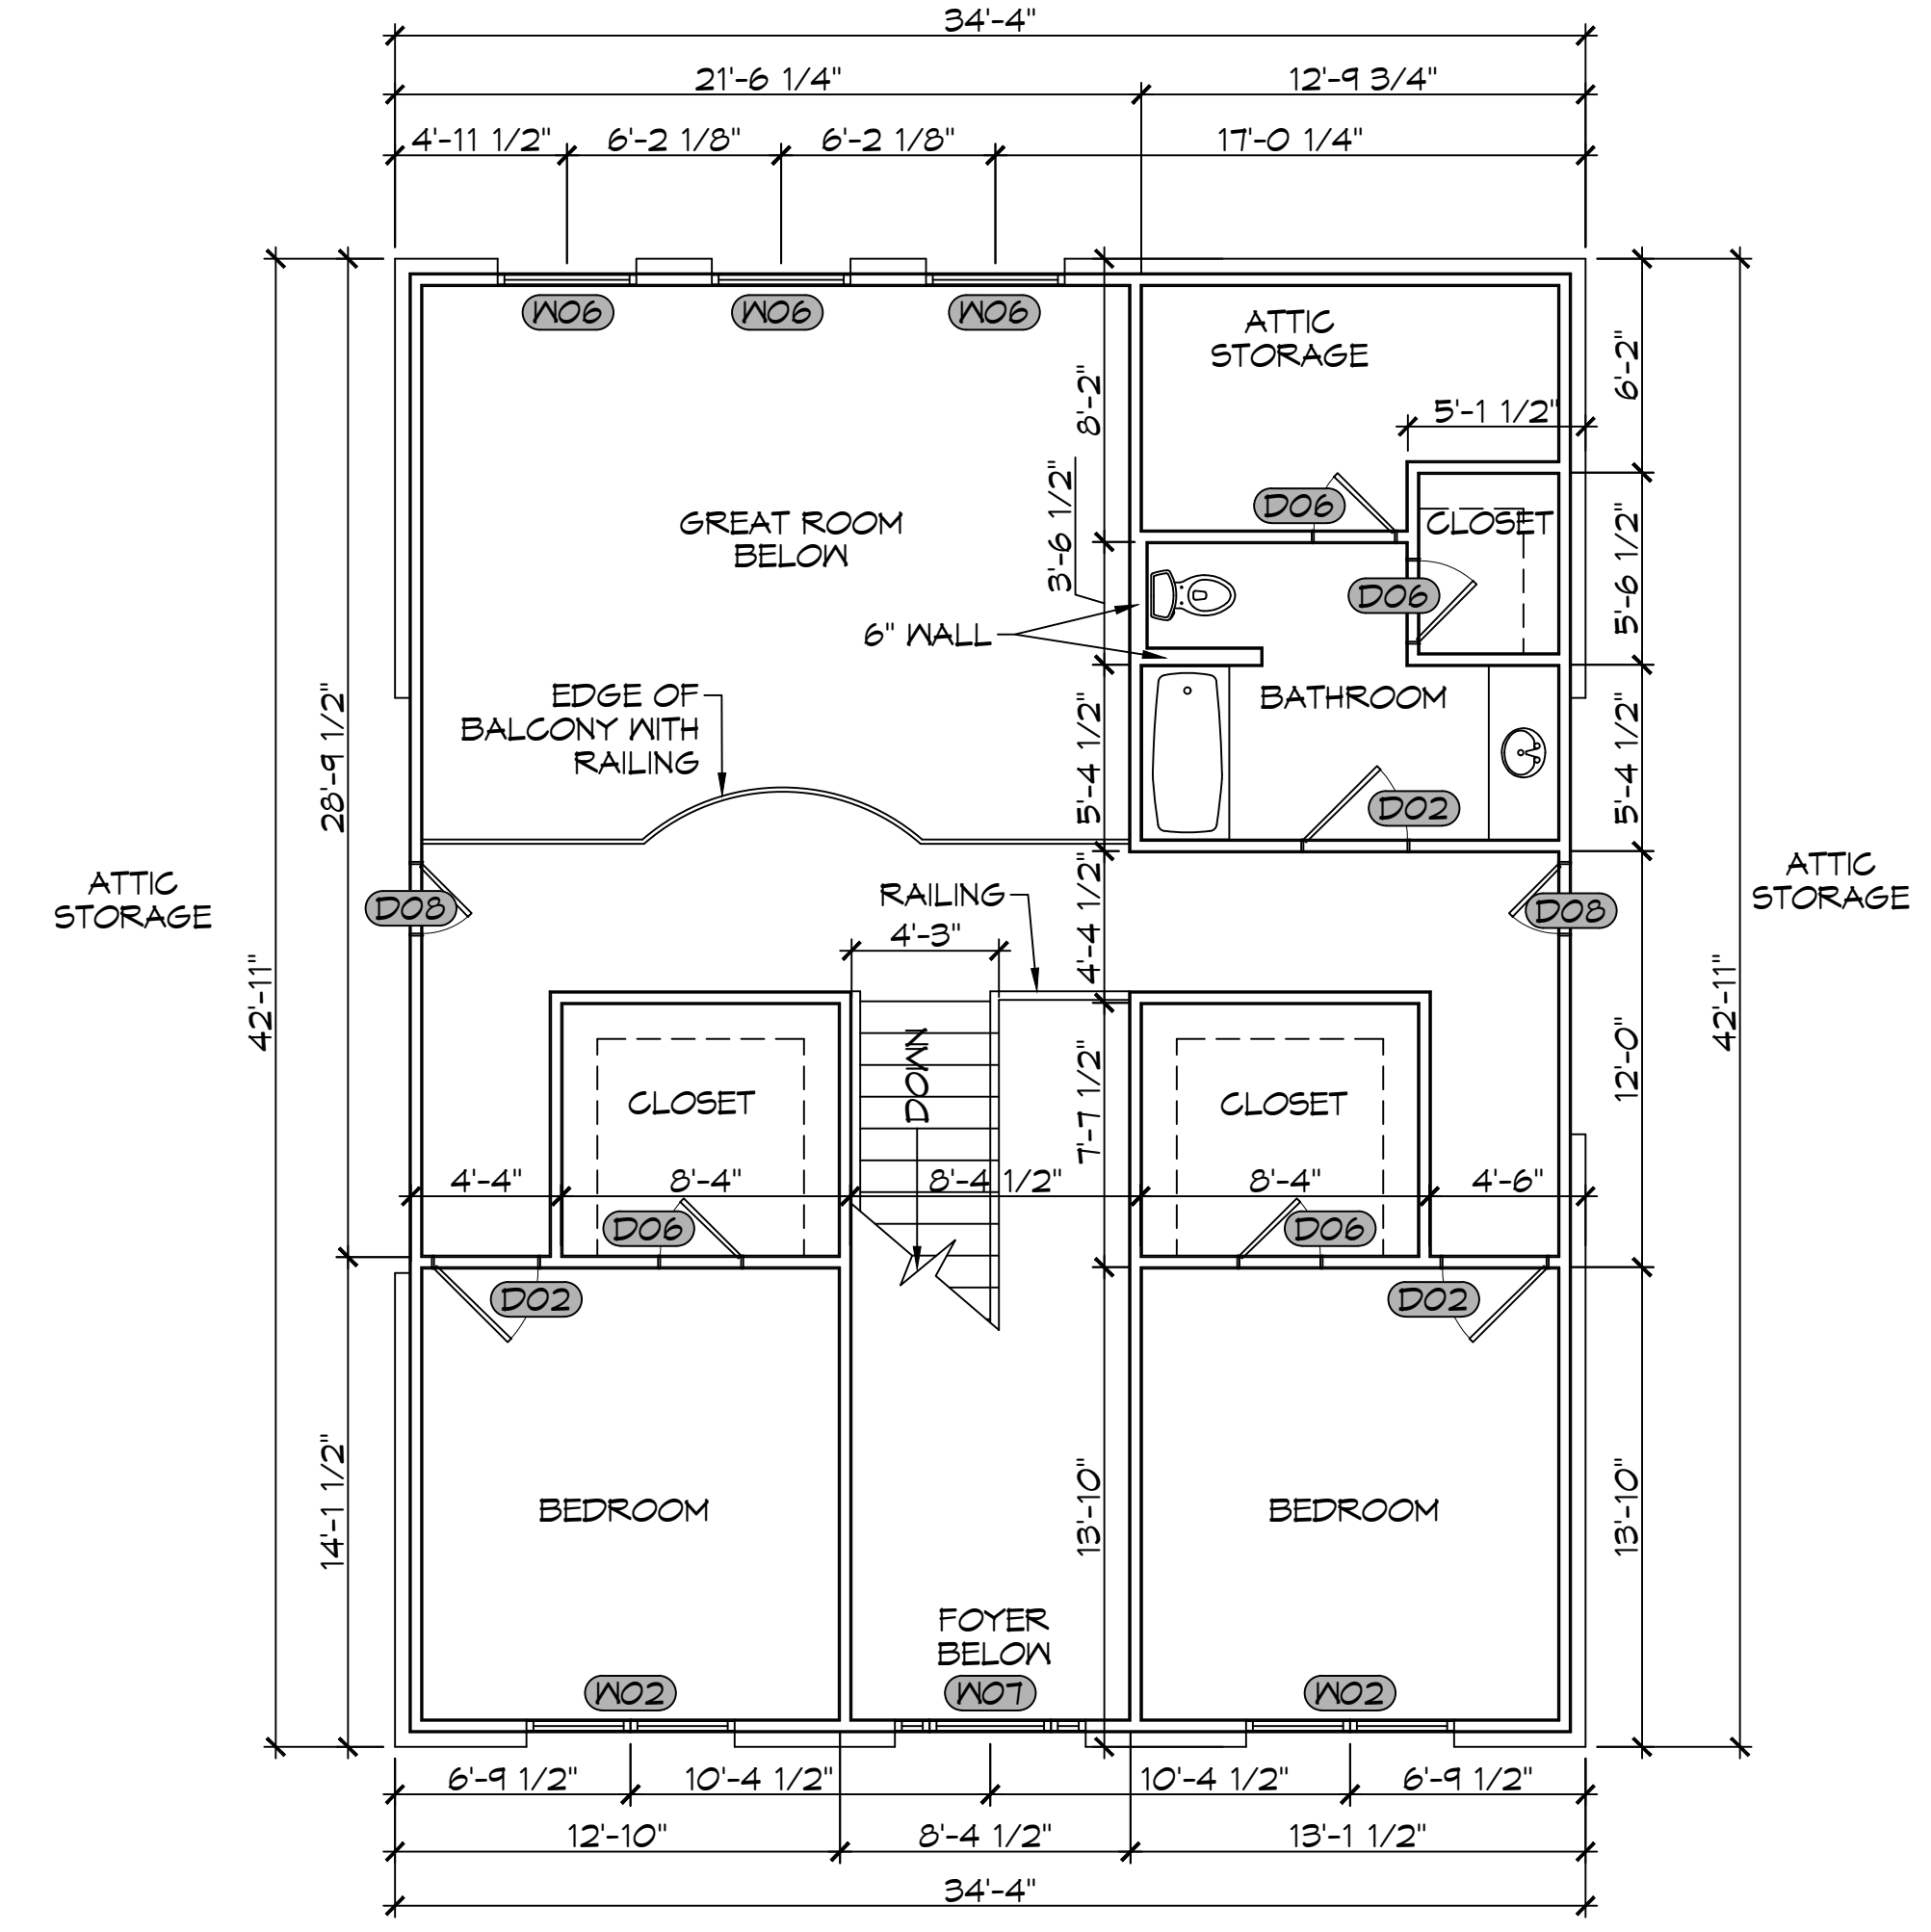 34'-4"
21'-6 1/4"
12'-9 3/4"
4'-11 1/2"
6'-2 1/8"
6'-2 1/8"
17'-0 1/4"
W06
W06
W06
ATTIC
STORAGE
6'-2"
8'-2"
5'-1 1/2"
D06
CLOSET
GREAT ROOM
BELOW
3'-6 1/2"
5'-6 1/2"
D06
6" WALL
EDGE OF
BALCONY WITH
RAILING
BATHROOM
28'-9 1/2"
5'-4 1/2"
5'-4 1/2"
D02
ATTIC
STORAGE
D08
RAILING
4'-3"
4'-4 1/2"
D08
ATTIC
STORAGE
42'-11"
42'-11"
DOWN
CLOSET
CLOSET
7'-7 1/2"
12'-0"
4'-4"
8'-4"
8'-4 1/2"
8'-4"
4'-6"
D06
D06
D02
D02
14'-1 1/2"
BEDROOM
13'-10"
BEDROOM
13'-10"
FOYER
BELOW
W02
W07
W02
6'-9 1/2"
10'-4 1/2"
10'-4 1/2"
6'-9 1/2"
12'-10"
8'-4 1/2"
13'-1 1/2"
34'-4"